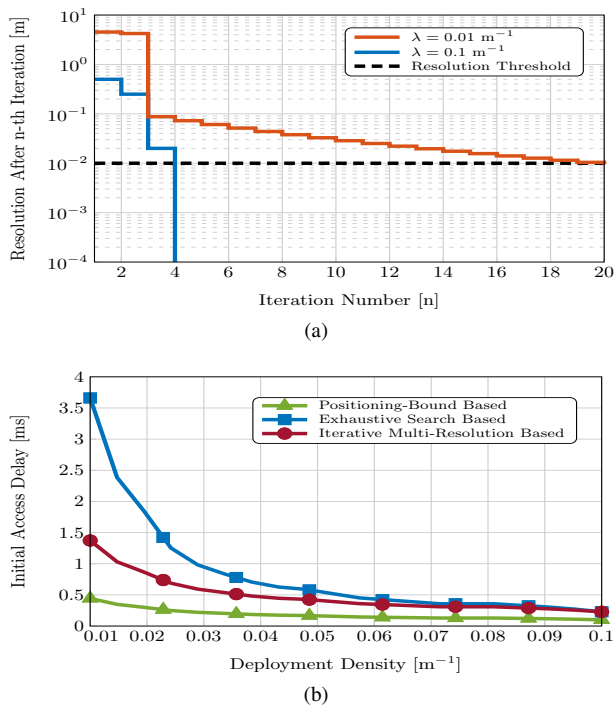 Resolution After n-th Iteration [m]
10^1
10^0
10^-1
10^-2
10^-3
10^-4
λ = 0.01 m^-1
λ = 0.1 m^-1
Resolution Threshold
2 4 6 8 10 12 14 16 18 20
Iteration Number [n]
(a)
Initial Access Delay [ms]
4
3.5
3
2.5
2
1.5
1
0.5
0
Positioning-Bound Based
Exhaustive Search Based
Iterative Multi-Resolution Based
0.01 0.02 0.03 0.04 0.05 0.06 0.07 0.08 0.09 0.1
Deployment Density [m^-1]
(b)